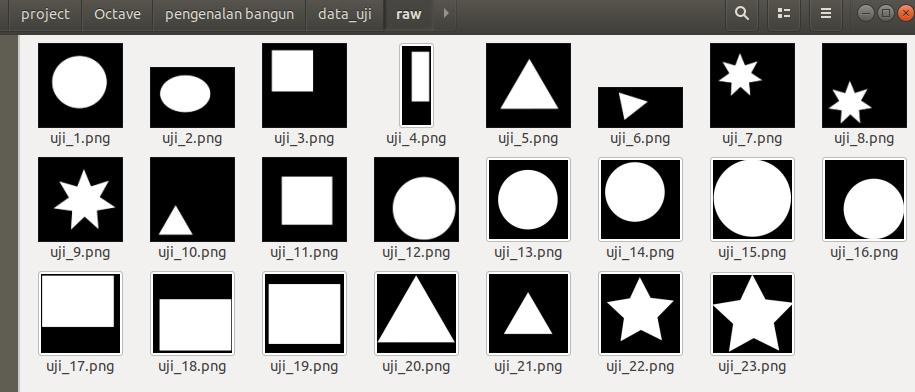 project Octave pengenalan bangun data_uji raw
uji_1.png uji_2.png uji_3.png uji_4.png uji_5.png uji_6.png uji_7.png uji_8.png
uji_9.png uji_10.png uji_11.png uji_12.png uji_13.png uji_14.png uji_15.png uji_16.png
uji_17.png uji_18.png uji_19.png uji_20.png uji_21.png uji_22.png uji_23.png